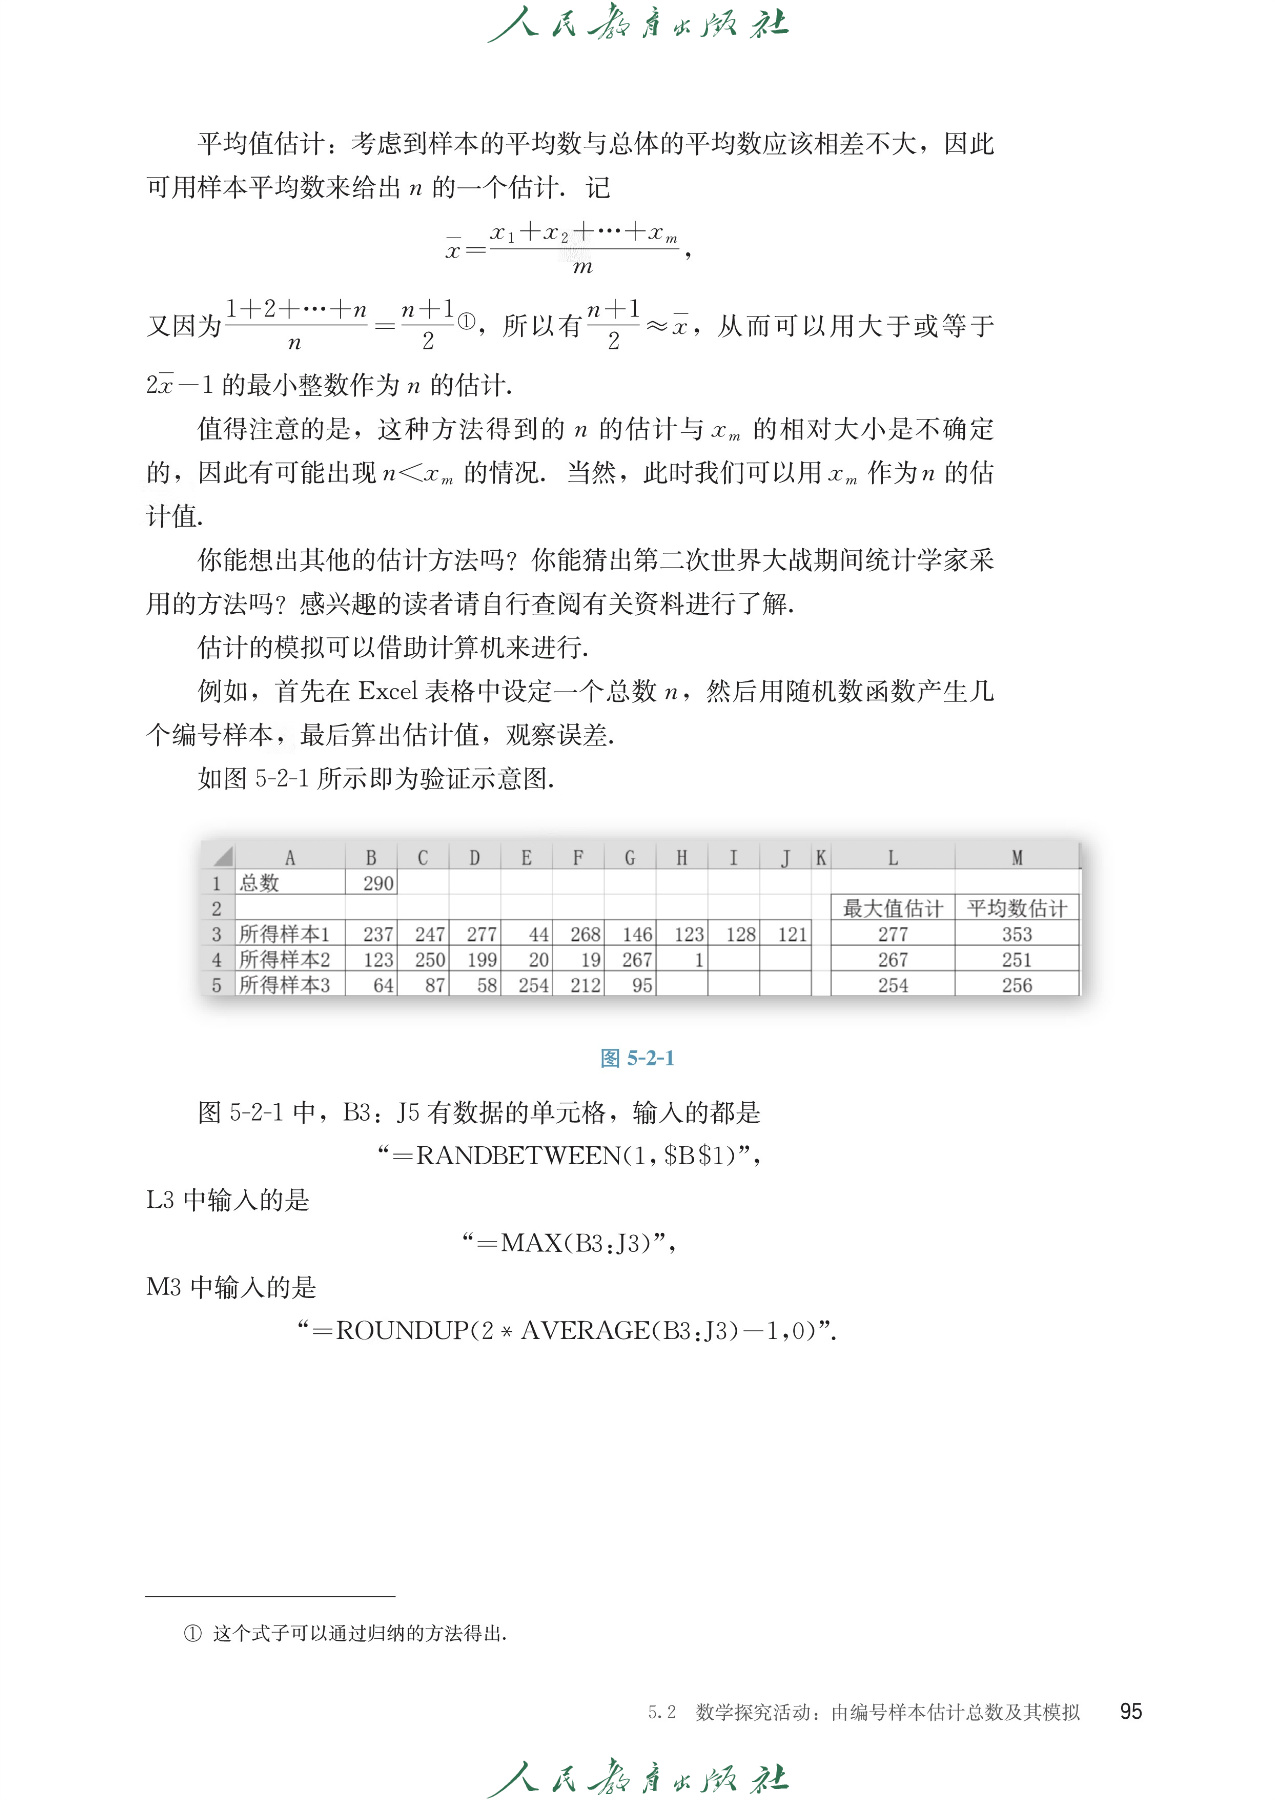 人民教育出版社
平均值估计：考虑到样本的平均数与总体的平均数应该相差不大，因此
可用样本平均数来给出 n 的一个估计．记
x̄=(x₁+x₂+…+xₘ)/m，
又因为(1+2+…+n)/n=(n+1)/2①，所以有(n+1)/2≈x̄，从而可以用大于或等于
2x̄－1 的最小整数作为 n 的估计．
值得注意的是，这种方法得到的 n 的估计与 xₘ 的相对大小是不确定
的，因此有可能出现 n＜xₘ 的情况．当然，此时我们可以用 xₘ 作为 n 的估
计值．
你能想出其他的估计方法吗？你能猜出第二次世界大战期间统计学家采
用的方法吗？感兴趣的读者请自行查阅有关资料进行了解．
估计的模拟可以借助计算机来进行．
例如，首先在 Excel 表格中设定一个总数 n，然后用随机数函数产生几
个编号样本，最后算出估计值，观察误差．
如图 5-2-1 所示即为验证示意图．
A B C D E F G H I J K L M
1 总数 290
2 最大值估计 平均数估计
3 所得样本1 237 247 277 44 268 146 123 128 121 277 353
4 所得样本2 123 250 199 20 19 267 1 267 251
5 所得样本3 64 87 58 254 212 95 254 256
图 5-2-1
图 5-2-1 中，B3：J5 有数据的单元格，输入的都是
“=RANDBETWEEN(1,$B$1)”，
L3 中输入的是
“=MAX(B3:J3)”，
M3 中输入的是
“=ROUNDUP(2*AVERAGE(B3:J3)－1,0)”．
① 这个式子可以通过归纳的方法得出．
5.2 数学探究活动：由编号样本估计总数及其模拟 95
人民教育出版社